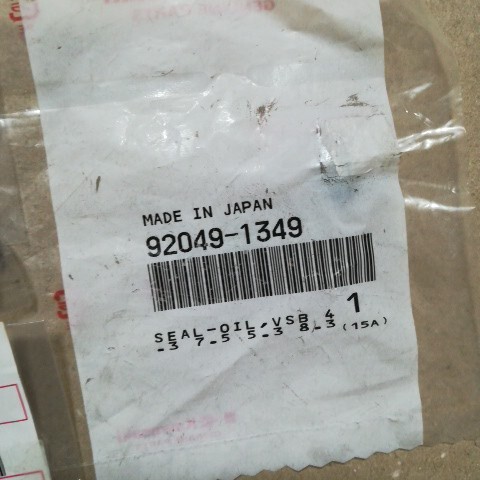 MADE IN JAPAN
92049-1349
1
SEAL-OIL,VSB 4
.3 7.5 5.3 8.3 (15A)